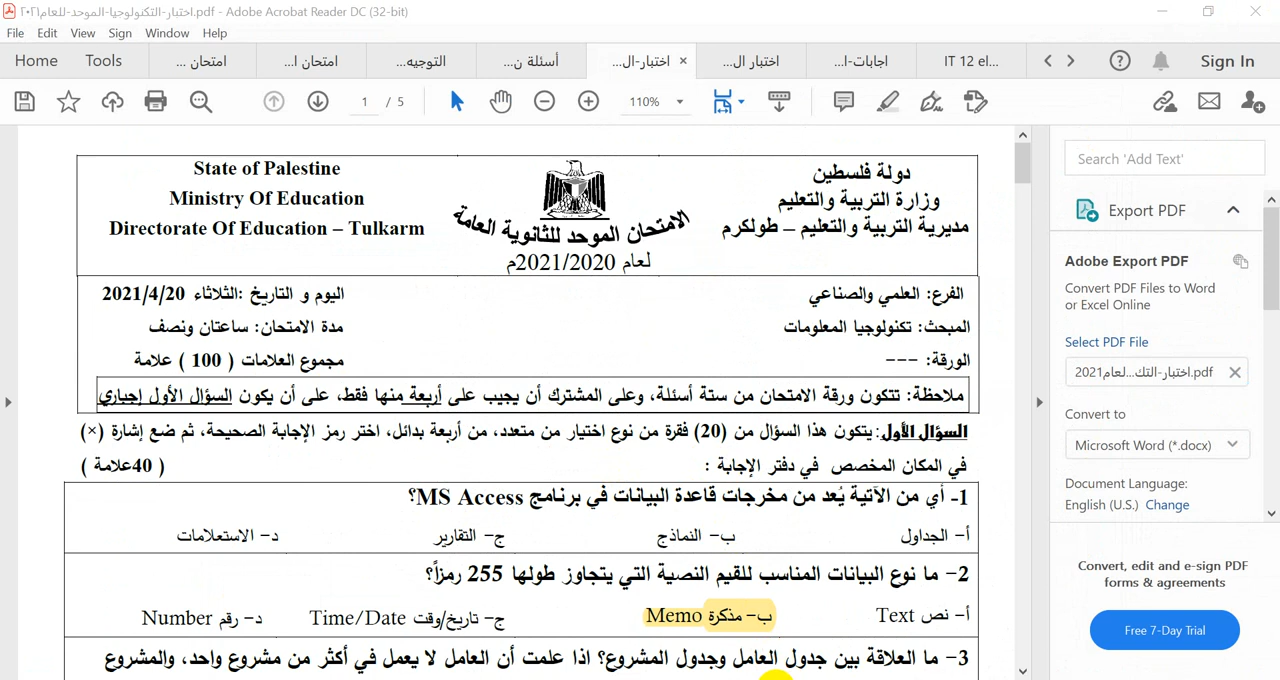 اختبار-التكنولوجيا-الموحد-للعام٢٠٢١.pdf - Adobe Acrobat Reader DC (32-bit)
File Edit View Sign Window Help
Home Tools امتحان ... امتحان ا... التوجيه... أسئلة ن... اختبار-ال... × اختبار ال... اجابات-ا... IT 12 el... Sign In
1 / 5 110%
State of Palestine
Ministry Of Education
Directorate Of Education – Tulkarm
الامتحان الموحد للثانوية العامة
لعام 2021/2020م
دولة فلسطين
وزارة التربية والتعليم
مديرية التربية والتعليم – طولكرم
الفرع: العلمي والصناعي
اليوم و التاريخ :الثلاثاء 2021/4/20
المبحث: تكنولوجيا المعلومات
مدة الامتحان: ساعتان ونصف
الورقة: ---
مجموع العلامات ( 100 ) علامة
ملاحظة: تتكون ورقة الامتحان من ستة أسئلة، وعلى المشترك أن يجيب على أربعة منها فقط، على أن يكون السؤال الأول إجباري
السؤال الأول: يتكون هذا السؤال من (20) فقرة من نوع اختيار من متعدد، من أربعة بدائل، اختر رمز الإجابة الصحيحة، ثم ضع إشارة (×)
في المكان المخصص في دفتر الإجابة : ( 40علامة )
1- أي من الآتية يُعد من مخرجات قاعدة البيانات في برنامج MS Access؟
أ- الجداول ب- النماذج ج- التقارير د- الاستعلامات
2- ما نوع البيانات المناسب للقيم النصية التي يتجاوز طولها 255 رمزاً؟
أ- نص Text ب- مذكرة Memo ج- تاريخ/وقت Time/Date د- رقم Number
3- ما العلاقة بين جدول العامل وجدول المشروع؟ اذا علمت أن العامل لا يعمل في أكثر من مشروع واحد، والمشروع
Search 'Add Text'
Export PDF
Adobe Export PDF
Convert PDF Files to Word
or Excel Online
Select PDF File
اختبار-التك...لعام2021.pdf
Convert to
Microsoft Word (*.docx)
Document Language:
English (U.S.) Change
Convert, edit and e-sign PDF
forms & agreements
Free 7-Day Trial